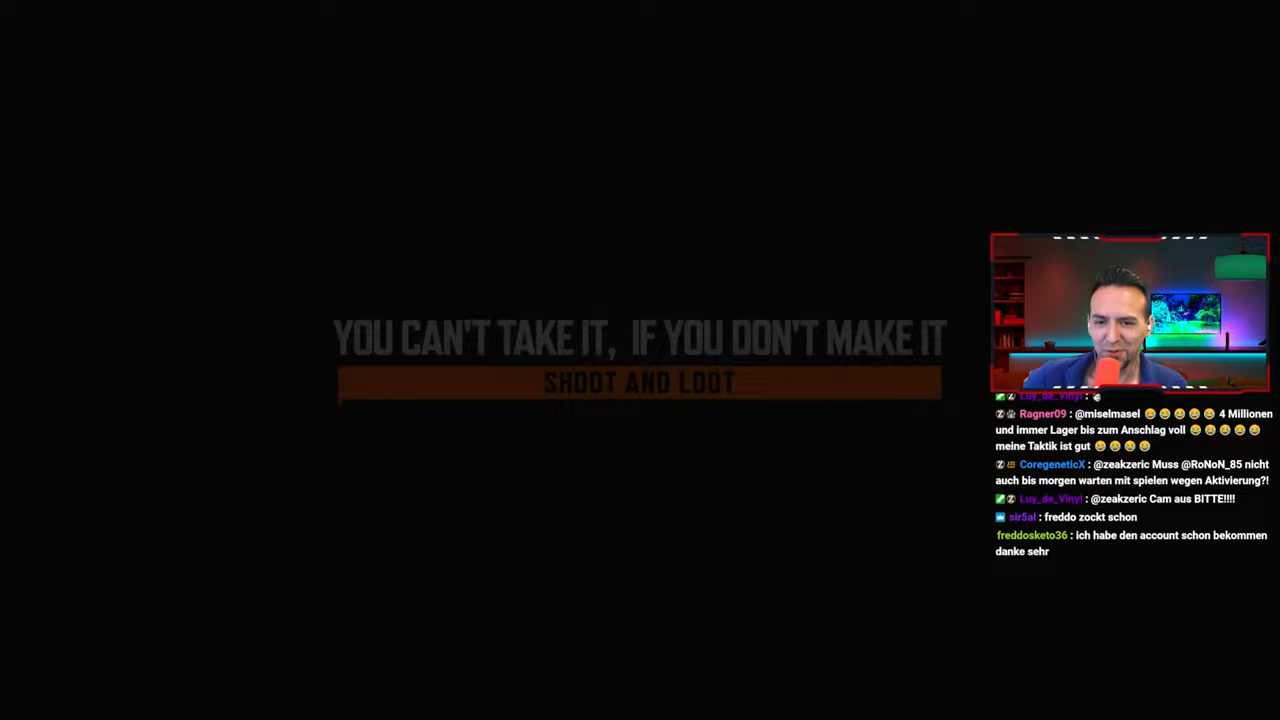 YOU CAN'T TAKE IT, IF YOU DON'T MAKE IT
SHOOT AND LOOT
Luy_de_Vinyl :
Ragner09 : @miselmasel 😂 😂 😂 😂 😂 4 Millionen
und immer Lager bis zum Anschlag voll 😂 😂 😂 😂 😂
meine Taktik ist gut 😂 😂 😂 😂
CoregeneticX : @zeakzeric Muss @RoNoN_85 nicht
auch bis morgen warten mit spielen wegen Aktivierung?!
Luy_de_Vinyl : @zeakzeric Cam aus BITTE!!!!
sir5al : freddo zockt schon
freddosketo36 : ich habe den account schon bekommen
danke sehr